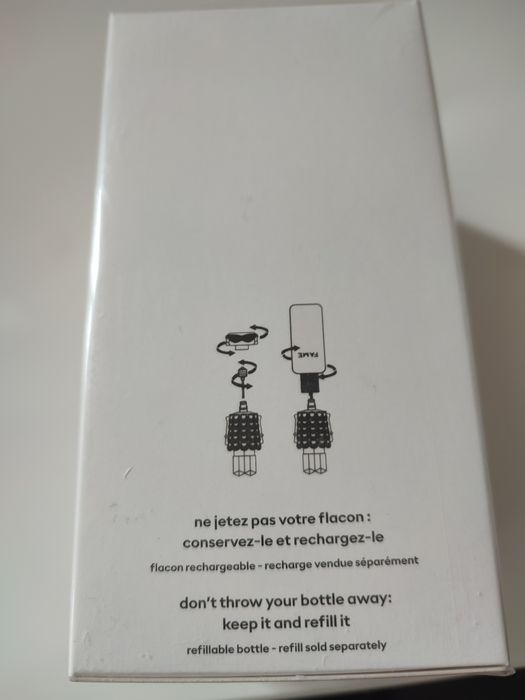 FAME
ne jetez pas votre flacon :
conservez-le et rechargez-le
flacon rechargeable - recharge vendue séparément
don't throw your bottle away:
keep it and refill it
refillable bottle - refill sold separately